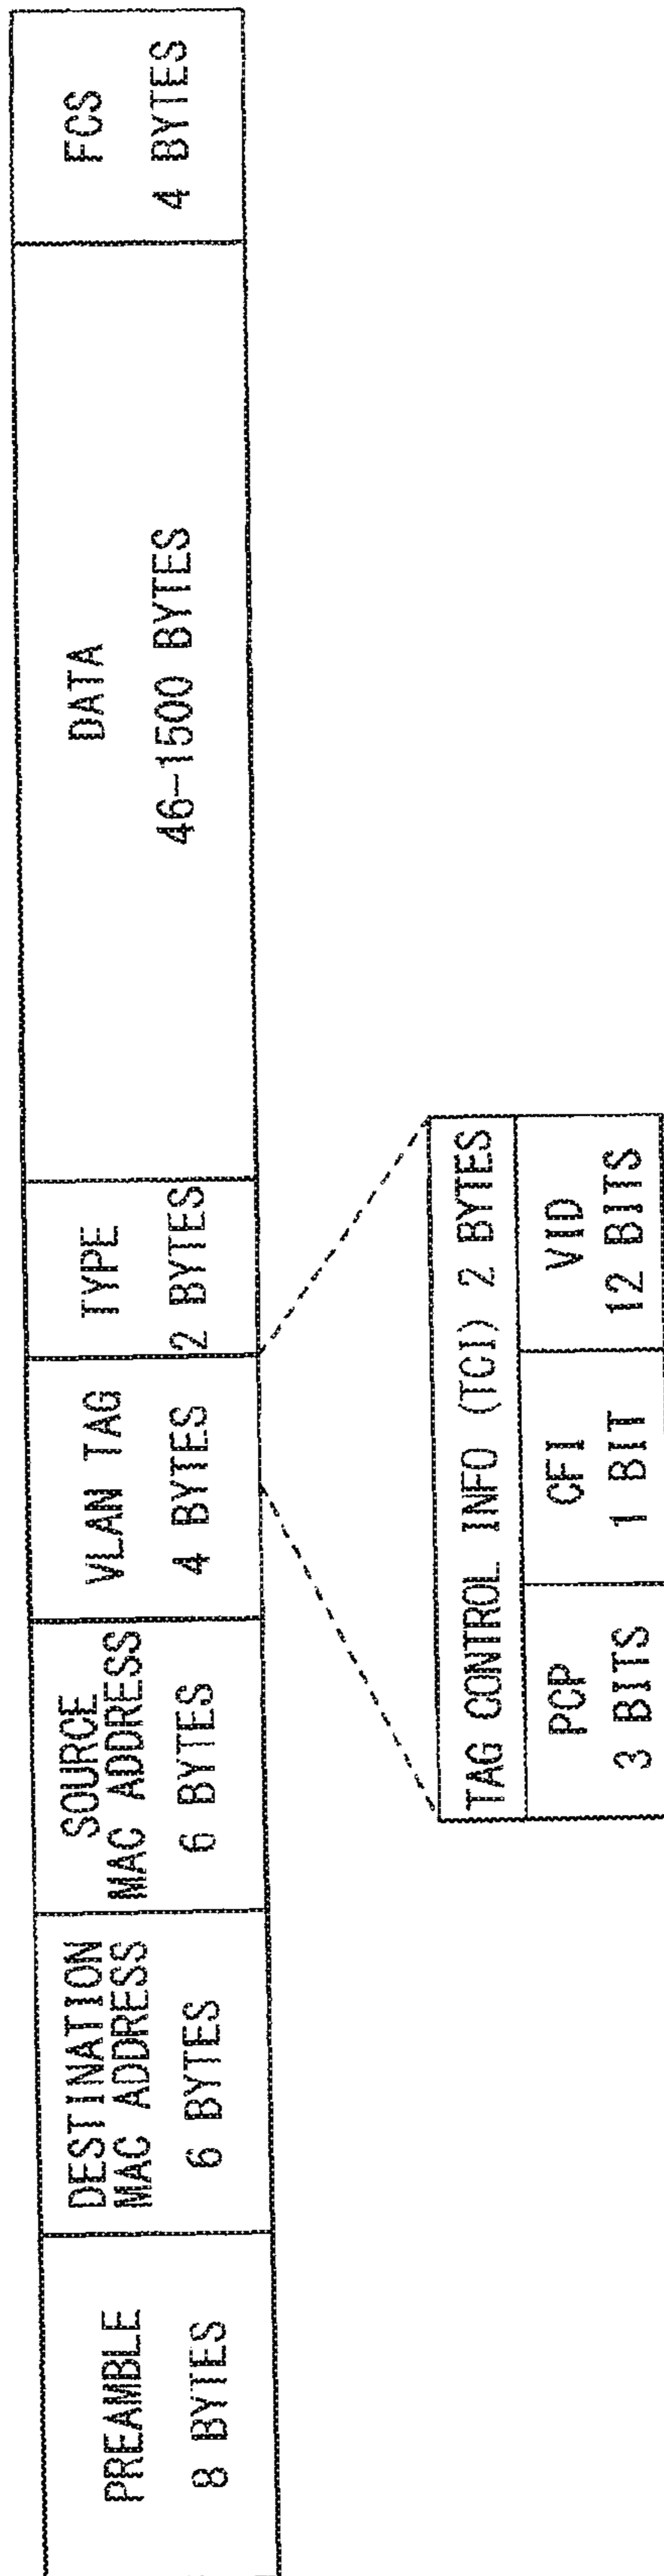 PREAMBLE
8 BYTES
DESTINATION
MAC ADDRESS
6 BYTES
SOURCE
MAC ADDRESS
6 BYTES
VLAN TAG
4 BYTES
TYPE
2 BYTES
DATA
46-1500 BYTES
FCS
4 BYTES
TAG CONTROL INFO (TCI) 2 BYTES
PCP
3 BITS
CFI
1 BIT
VID
12 BITS